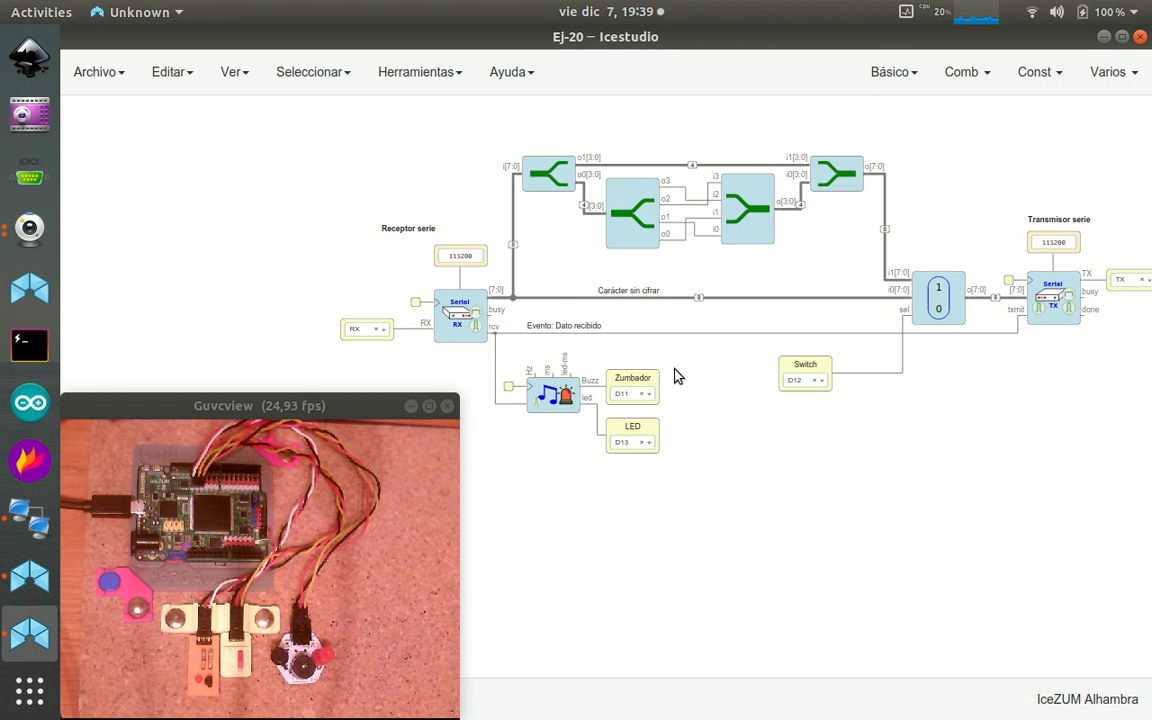 Activities
Unknown
vie dic 7, 19:39
cpu 20%
100%
Ej-20 – Icestudio
Archivo
Editar
Ver
Seleccionar
Herramientas
Ayuda
Básico
Comb
Const
Varios
i[7:0]
o1[3:0]
o0[3:0]
4
4
[3:0]
o3
o2
o1
o0
i3
i2
i1
i0
o[3:0]
4
i1[3:0]
i0[3:0]
o[7:0]
8
8
Receptor serie
115200
Serial
RX
RX
RX
[7:0]
busy
rcv
Carácter sin cifrar
8
Evento: Dato recibido
i1[7:0]
i0[7:0]
sel
1
0
o[7:0]
8
Transmisor serie
115200
[7:0]
txmit
Serial
TX
TX
busy
done
TX
Hz
ms
led-ms
Buzz
led
Zumbador
D11
LED
D13
Switch
D12
Guvcview (24,93 fps)
IceZUM Alhambra